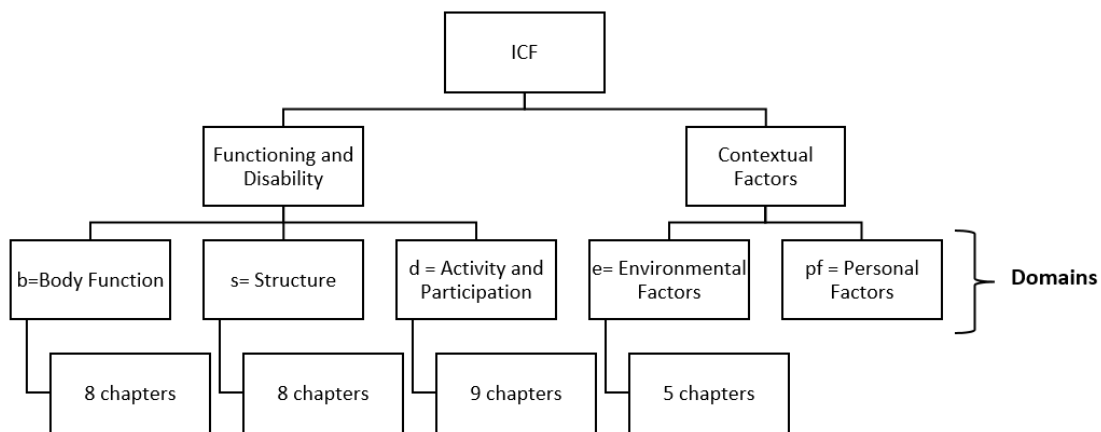 ICF
Functioning and
Disability
Contextual
Factors
b=Body Function
s= Structure
d = Activity and
Participation
e= Environmental
Factors
pf = Personal
Factors
Domains
8 chapters
8 chapters
9 chapters
5 chapters